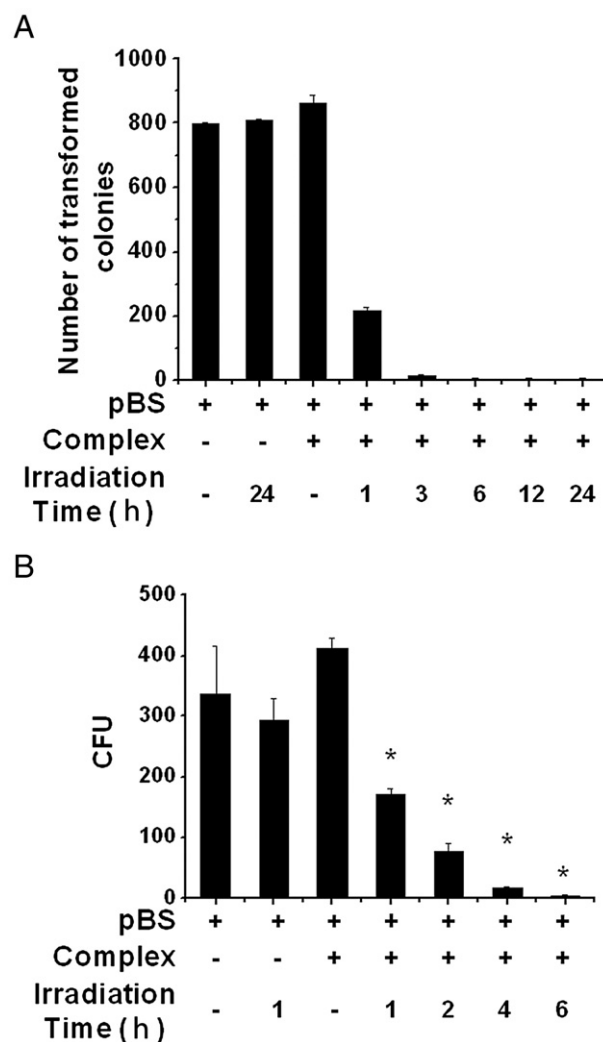 A
Number of transformed
colonies
1000
800
600
400
200
0
pBS + + + + + + + +
Complex - - + + + + + +
Irradiation
Time (h) - 24 - 1 3 6 12 24
B
CFU
500
400
300
200
100
0
* * * *
pBS + + + + + + +
Complex - - + + + + +
Irradiation
Time (h) - 1 - 1 2 4 6